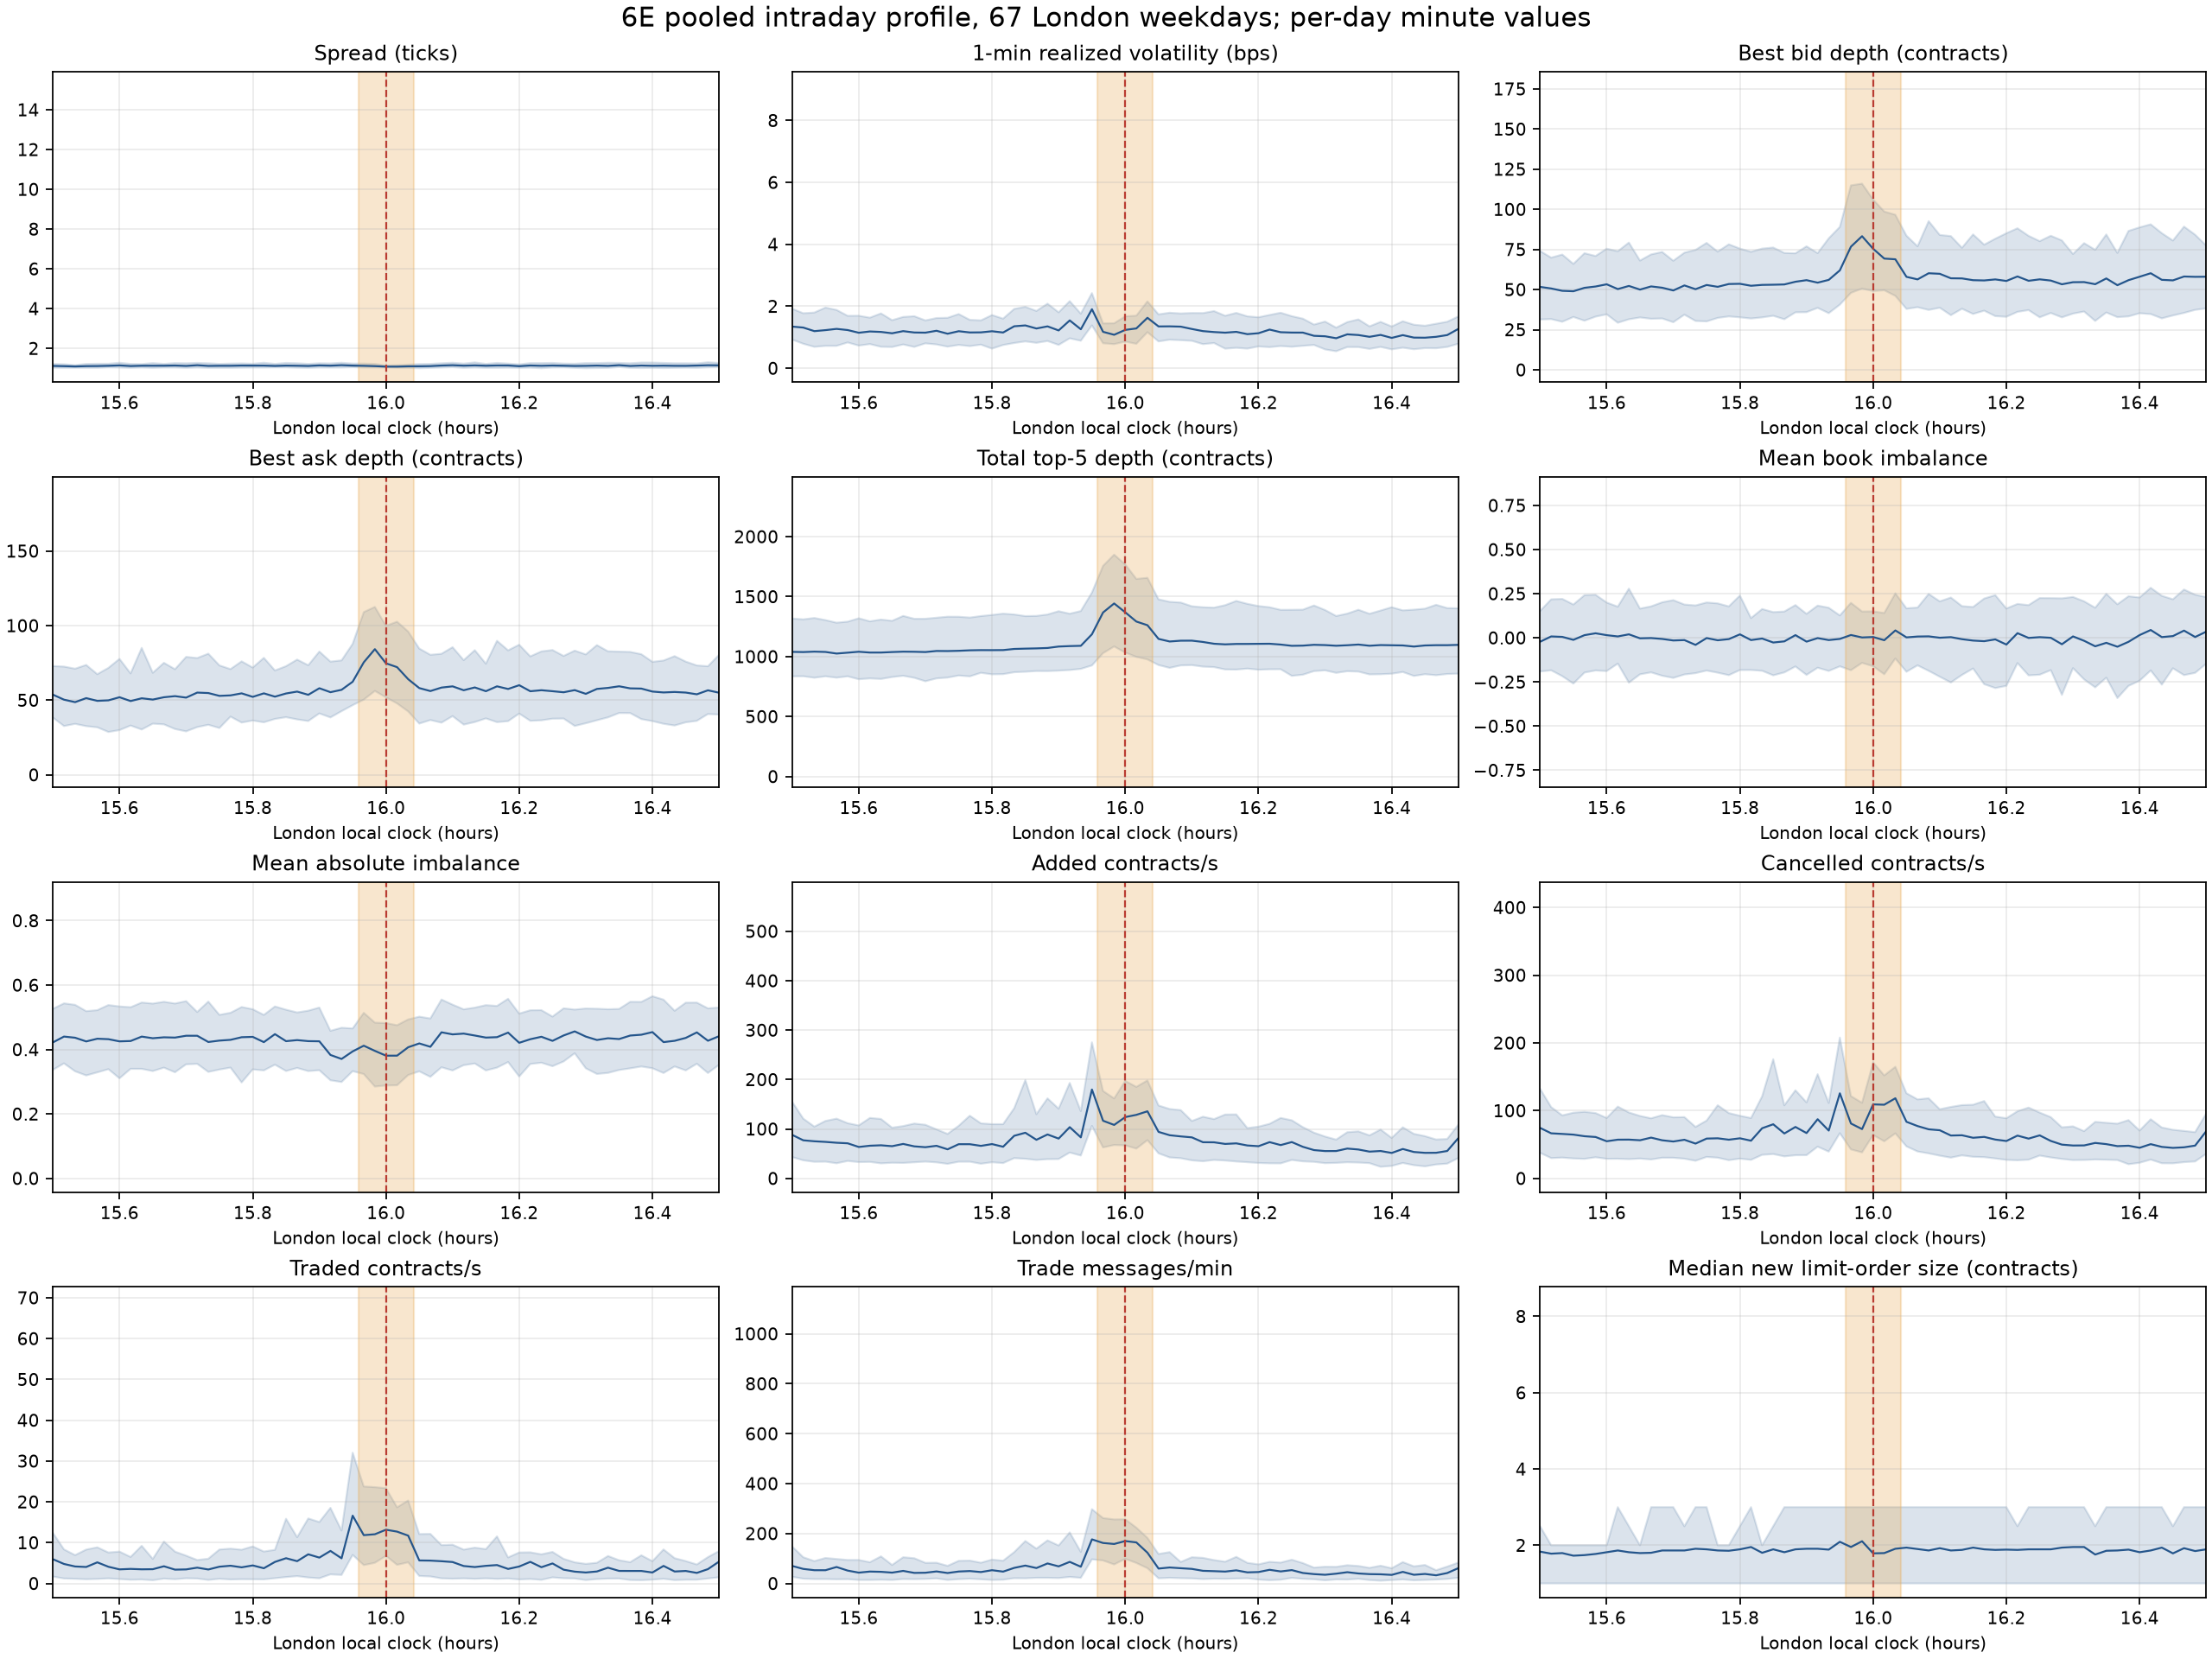 6E pooled intraday profile, 67 London weekdays; per-day minute values
Spread (ticks)
14
12
10
8
6
4
2
15.6 15.8 16.0 16.2 16.4
London local clock (hours)
1-min realized volatility (bps)
8
6
4
2
0
15.6 15.8 16.0 16.2 16.4
London local clock (hours)
Best bid depth (contracts)
175
150
125
100
75
50
25
0
15.6 15.8 16.0 16.2 16.4
London local clock (hours)
Best ask depth (contracts)
150
100
50
0
15.6 15.8 16.0 16.2 16.4
London local clock (hours)
Total top-5 depth (contracts)
2000
1500
1000
500
0
15.6 15.8 16.0 16.2 16.4
London local clock (hours)
Mean book imbalance
0.75
0.50
0.25
0.00
−0.25
−0.50
−0.75
15.6 15.8 16.0 16.2 16.4
London local clock (hours)
Mean absolute imbalance
0.8
0.6
0.4
0.2
0.0
15.6 15.8 16.0 16.2 16.4
London local clock (hours)
Added contracts/s
500
400
300
200
100
0
15.6 15.8 16.0 16.2 16.4
London local clock (hours)
Cancelled contracts/s
400
300
200
100
0
15.6 15.8 16.0 16.2 16.4
London local clock (hours)
Traded contracts/s
70
60
50
40
30
20
10
0
15.6 15.8 16.0 16.2 16.4
London local clock (hours)
Trade messages/min
1000
800
600
400
200
0
15.6 15.8 16.0 16.2 16.4
London local clock (hours)
Median new limit-order size (contracts)
8
6
4
2
15.6 15.8 16.0 16.2 16.4
London local clock (hours)